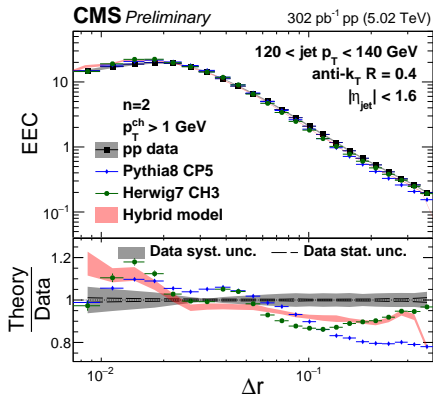 CMS Preliminary 302 pb⁻¹ pp (5.02 TeV)
120 < jet p_T < 140 GeV
anti-k_T R = 0.4
|η_jet| < 1.6
n=2
p_T^ch > 1 GeV
pp data
Pythia8 CP5
Herwig7 CH3
Hybrid model
EEC
10
1
10⁻¹
Data syst. unc. Data stat. unc.
Theory
Data
1.2
1
0.8
10⁻² 10⁻¹
Δr